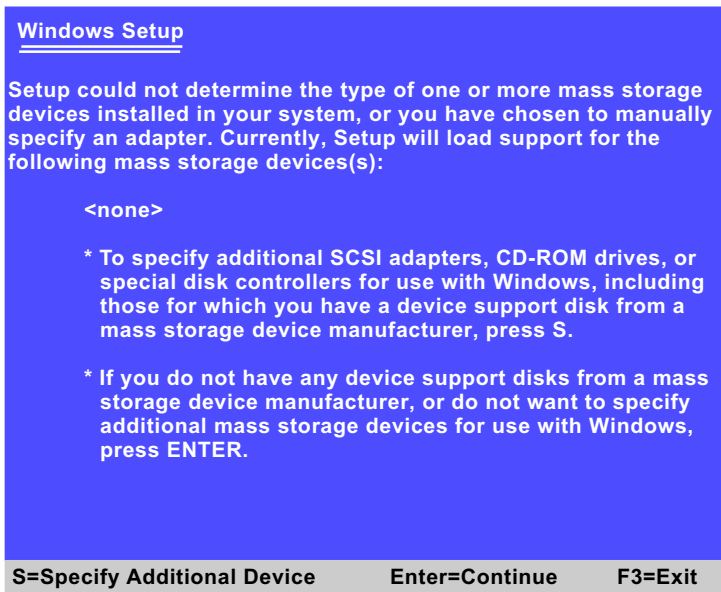 Windows Setup
Setup could not determine the type of one or more mass storage
devices installed in your system, or you have chosen to manually
specify an adapter. Currently, Setup will load support for the
following mass storage devices(s):
<none>
* To specify additional SCSI adapters, CD-ROM drives, or
special disk controllers for use with Windows, including
those for which you have a device support disk from a
mass storage device manufacturer, press S.
* If you do not have any device support disks from a mass
storage device manufacturer, or do not want to specify
additional mass storage devices for use with Windows,
press ENTER.
S=Specify Additional Device Enter=Continue F3=Exit